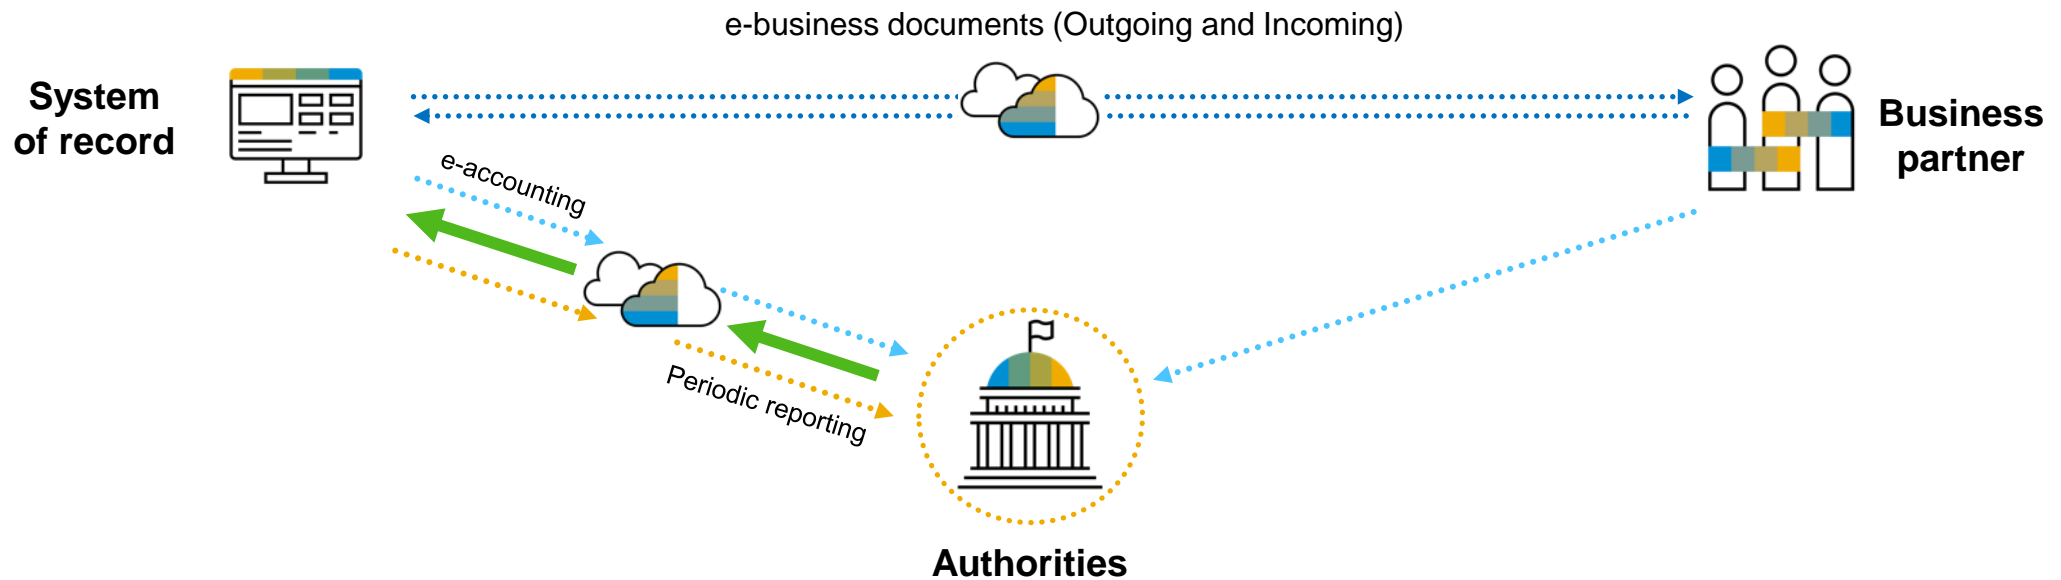 e-business documents (Outgoing and Incoming)
System
of record
Business
partner
e-accounting
Periodic reporting
Authorities